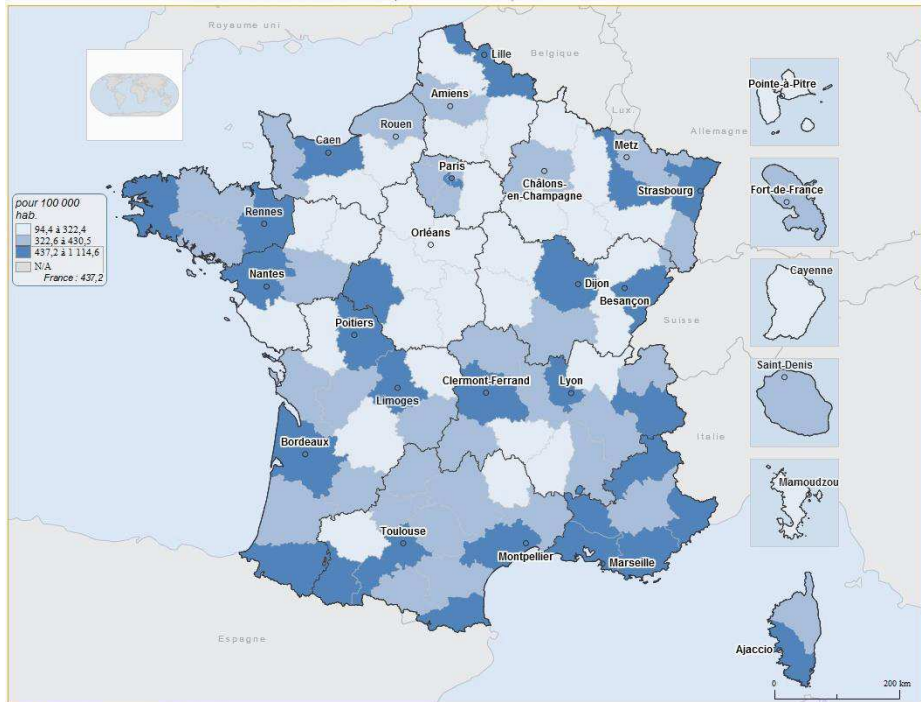 Royaume uni
Belgique
Lille
Amiens
Lux.
Allemagne
Pointe-à-Pitre
Rouen
Caen
Metz
Paris
Châlons-
en-Champagne
Strasbourg
Fort-de-France
pour 100 000
hab.
94,4 à 322,4
322,6 à 430,5
437,2 à 1 114,6
N/A
France : 437,2
Rennes
Orléans
Nantes
Dijon
Besançon
Cayenne
Suisse
Poitiers
Saint-Denis
Clermont-Ferrand
Lyon
Limoges
Italie
Bordeaux
Mamoudzou
Toulouse
Montpellier
Marseille
Espagne
Ajaccio
0 200 km